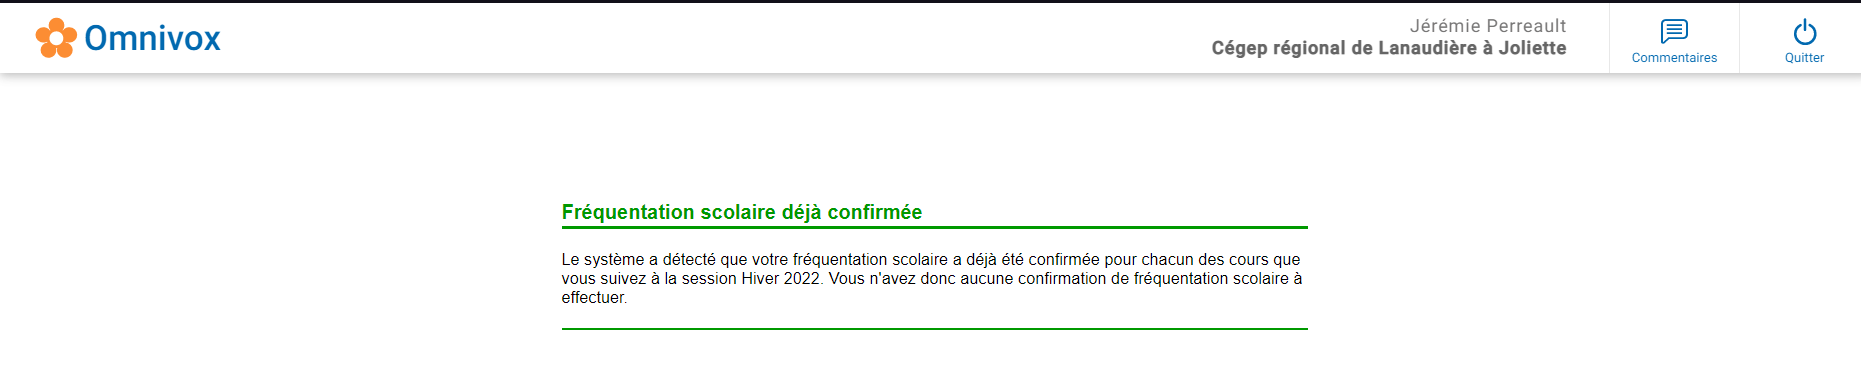 Omnivox
Jérémie Perreault
Cégep régional de Lanaudière à Joliette
Commentaires
Quitter
Fréquentation scolaire déjà confirmée
Le système a détecté que votre fréquentation scolaire a déjà été confirmée pour chacun des cours que
vous suivez à la session Hiver 2022. Vous n'avez donc aucune confirmation de fréquentation scolaire à
effectuer.